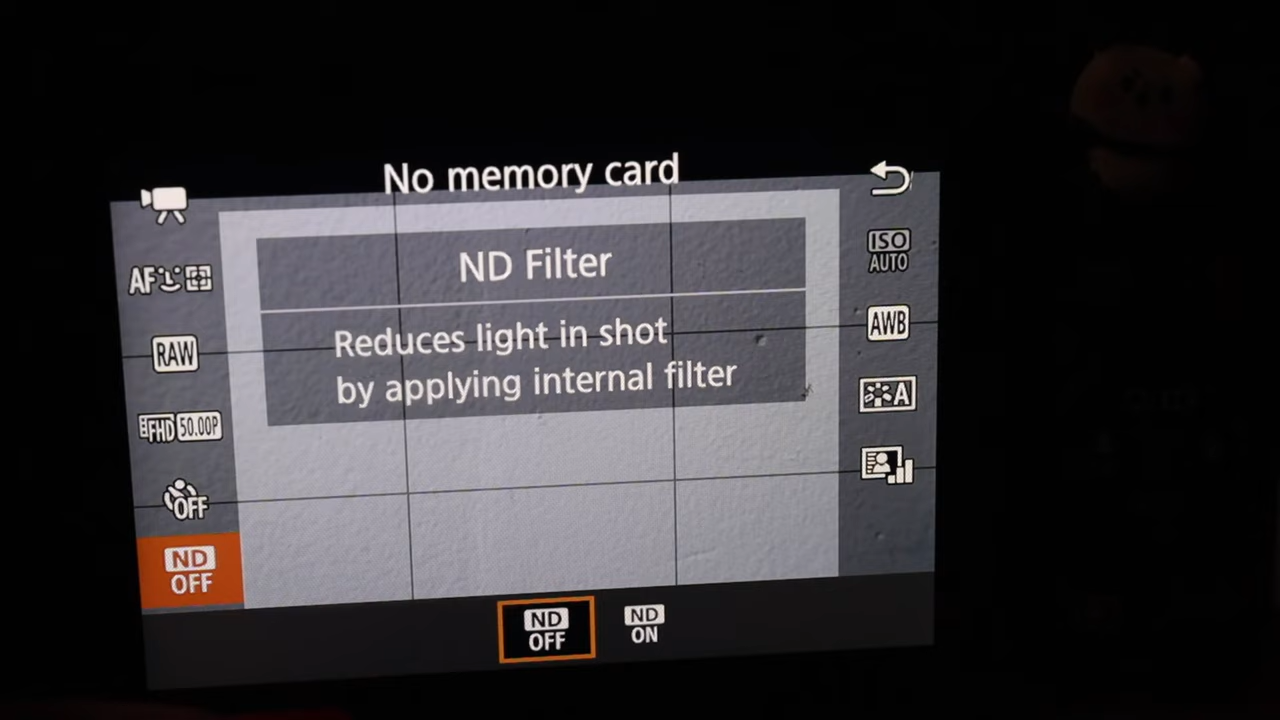 No memory card
ND Filter
Reduces light in shot
by applying internal filter
AF
RAW
FHD 50.00P
OFF
ND
OFF
ISO
AUTO
AWB
A
ND
OFF
ND
ON